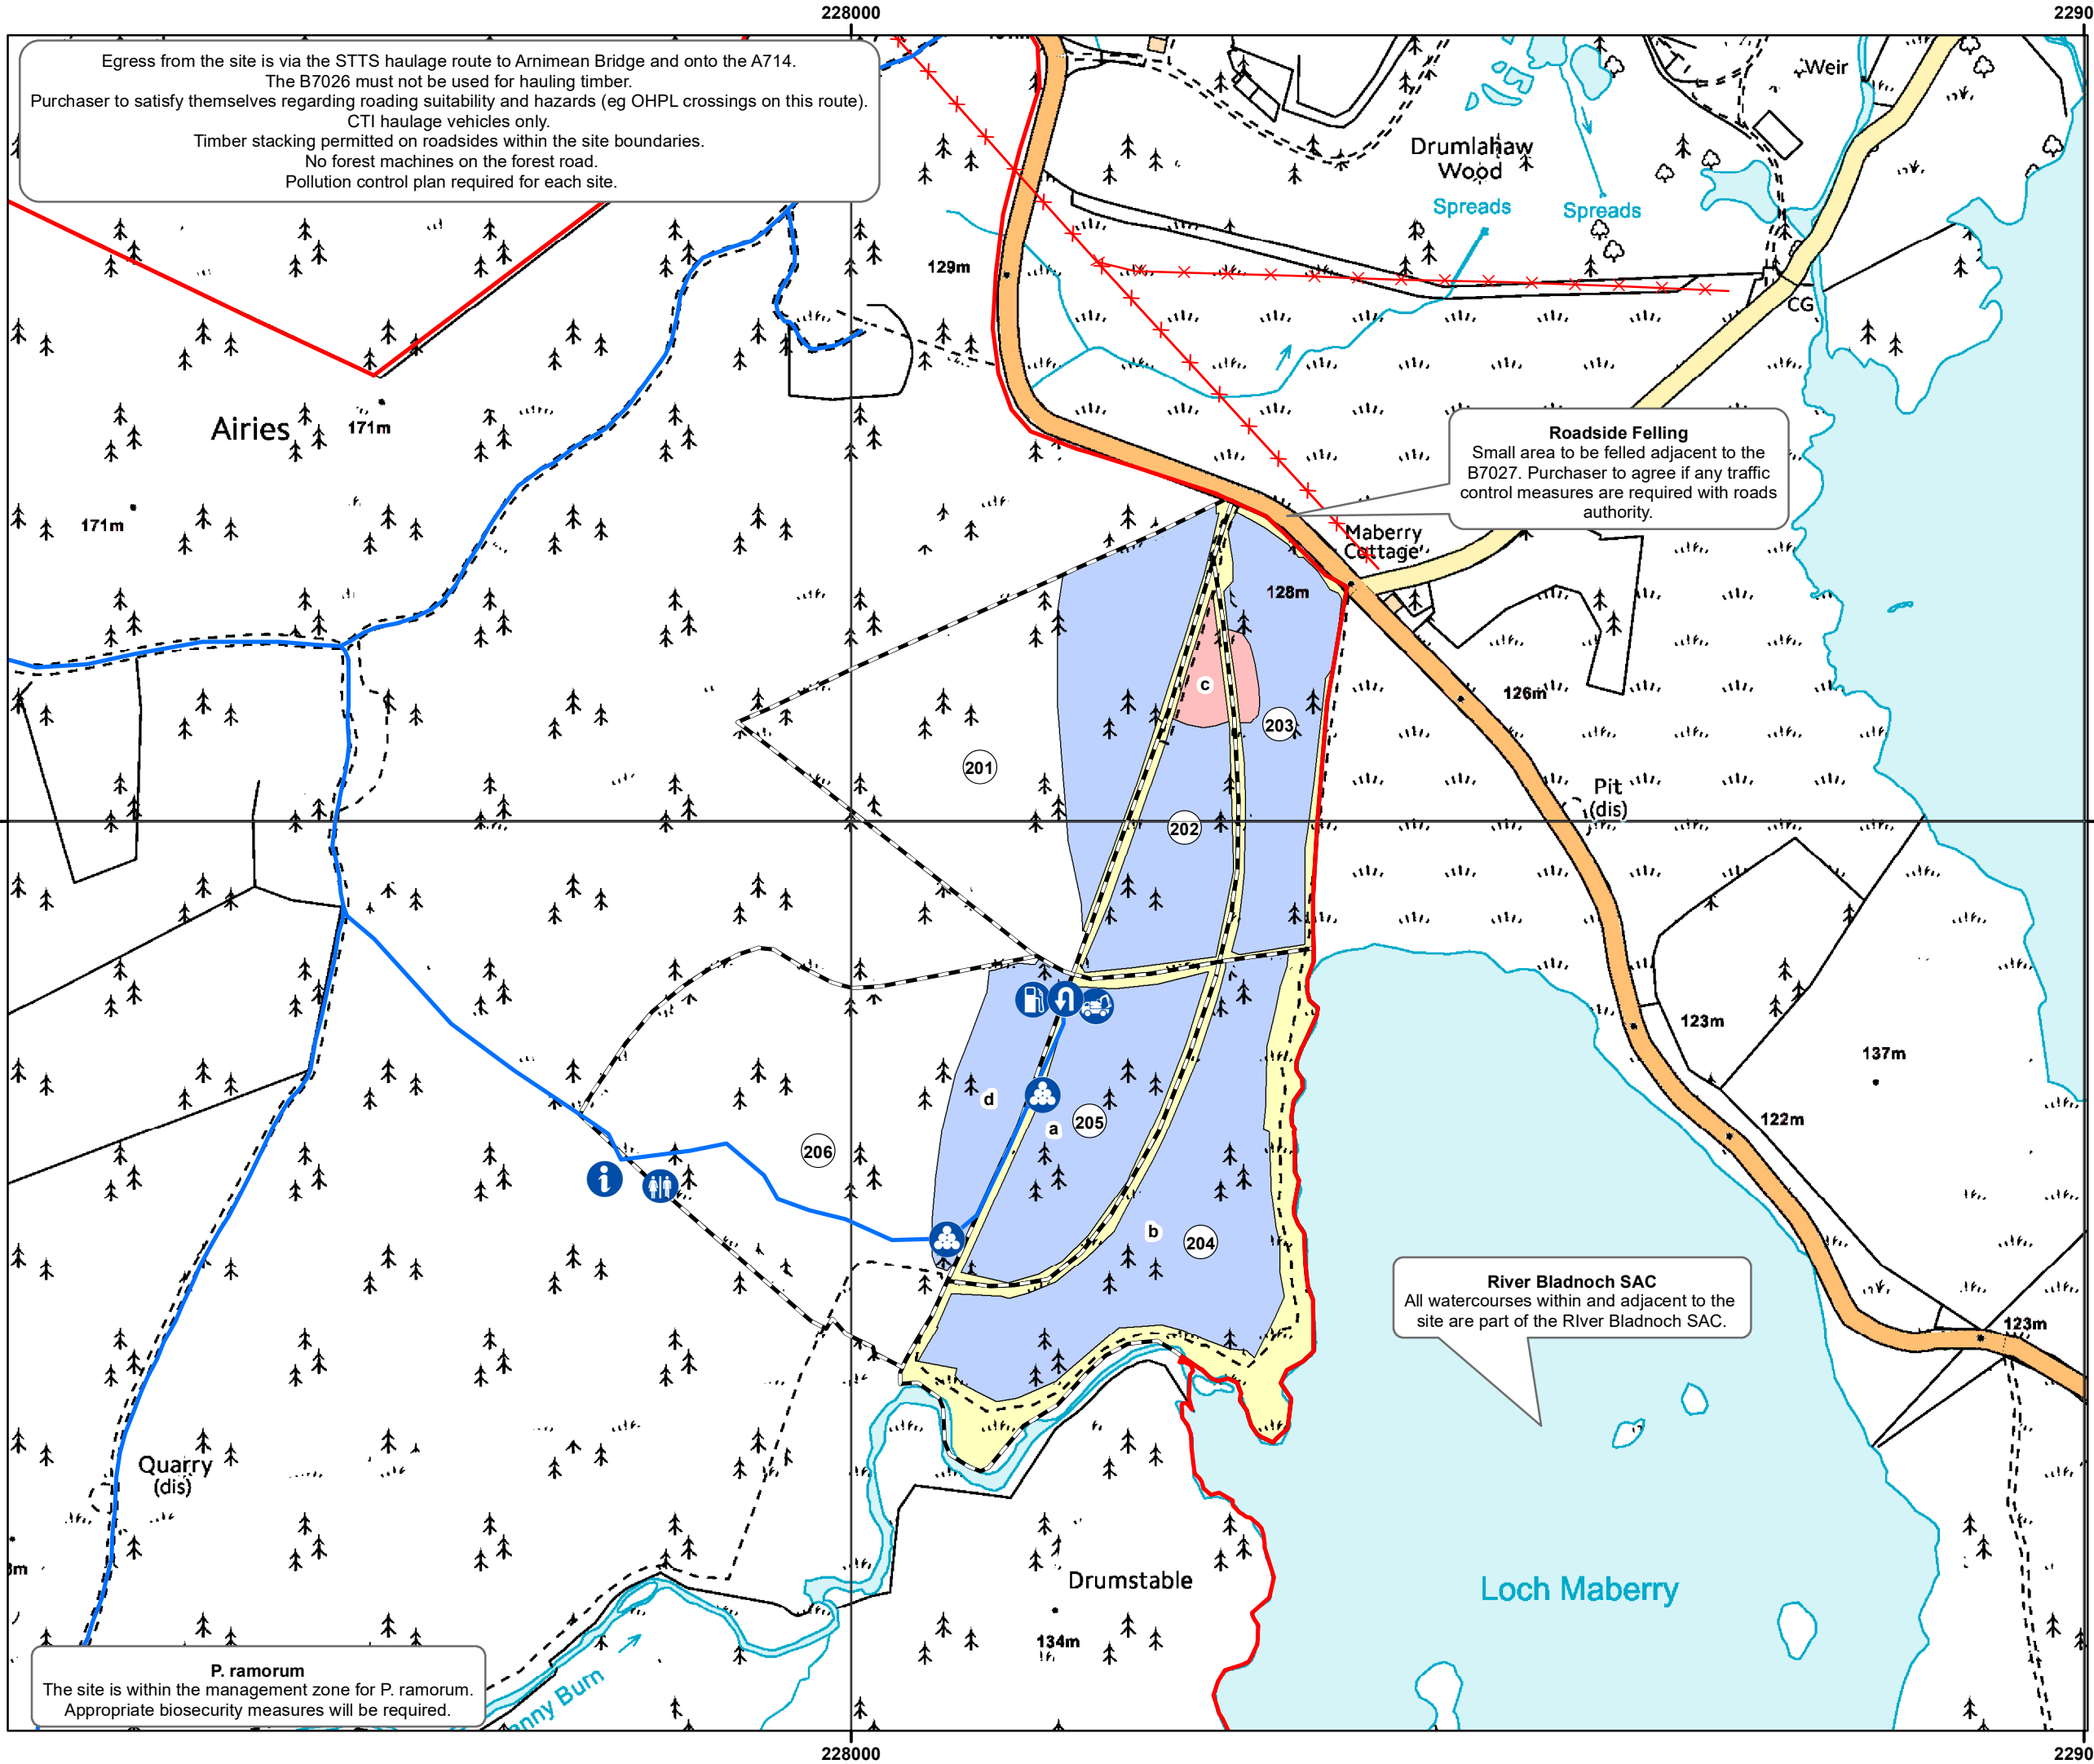 228000
2290
Egress from the site is via the STTS haulage route to Arnimean Bridge and onto the A714.
The B7026 must not be used for hauling timber.
Purchaser to satisfy themselves regarding roading suitability and hazards (eg OHPL crossings on this route).
CTI haulage vehicles only.
Timber stacking permitted on roadsides within the site boundaries.
No forest machines on the forest road.
Pollution control plan required for each site.
Weir
Drumlahaw
Wood
Spreads
Spreads
129m
CG
Airies
171m
171m
Roadside Felling
Small area to be felled adjacent to the
B7027. Purchaser to agree if any traffic
control measures are required with roads
authority.
Maberry
Cottage
128m
c
126m
203
201
Pit
(dis)
202
123m
137m
d
a
205
122m
206
i
b
204
River Bladnoch SAC
All watercourses within and adjacent to the
site are part of the RIver Bladnoch SAC.
123m
Quarry
(dis)
Drumstable
Loch Maberry
134m
P. ramorum
The site is within the management zone for P. ramorum.
Appropriate biosecurity measures will be required.
Burn
228000
2290